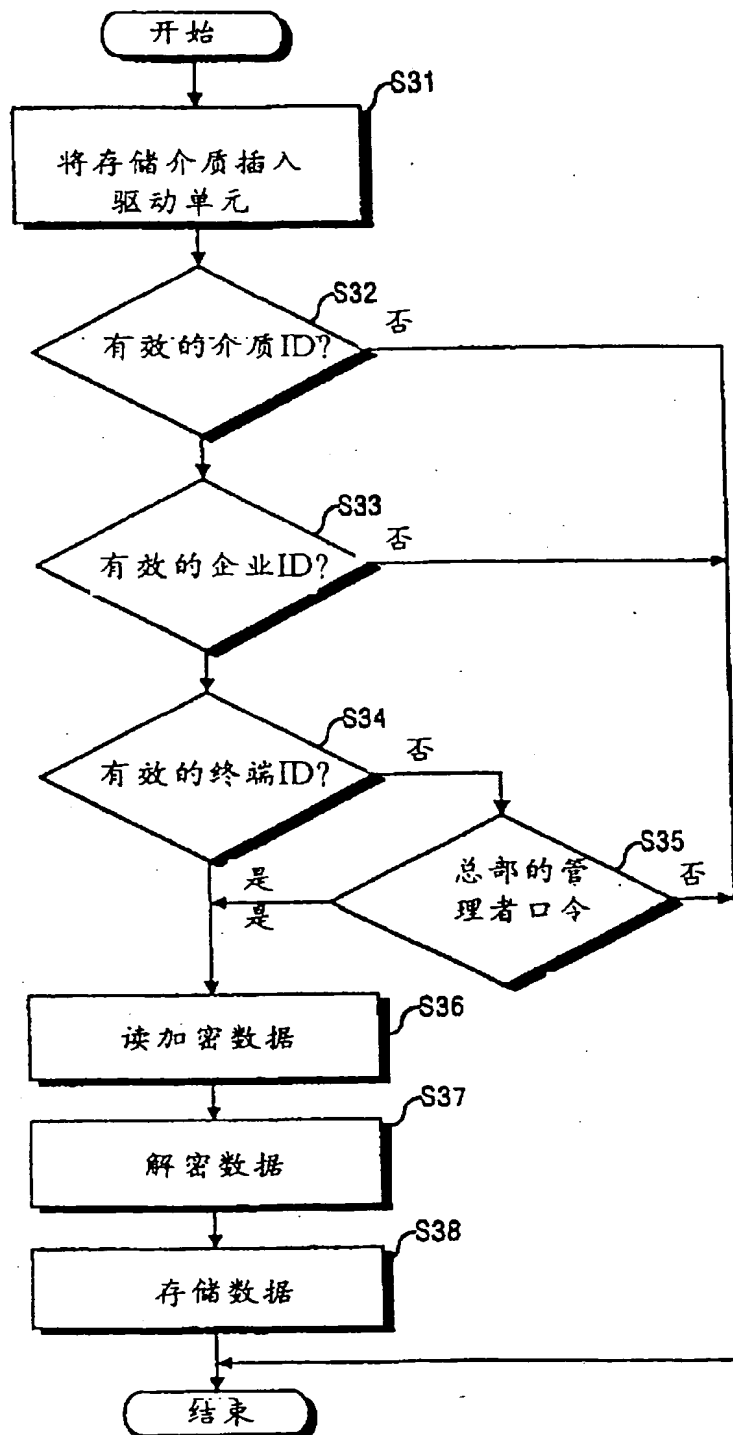 开始
S31
将存储介质插入
驱动单元
S32
有效的介质ID?
否
S33
有效的企业ID?
否
S34
有效的终端ID?
否
S35
总部的管
理者口令
否
是
是
S36
读加密数据
S37
解密数据
S38
存储数据
结束